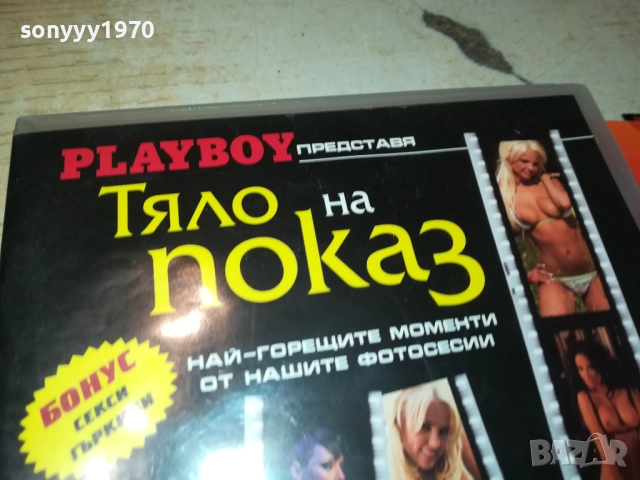 sonyyy1970
PLAYBOY ПРЕДСТАВЯ
Тяло на
показ
НАЙ-ГОРЕЩИТЕ МОМЕНТИ
ОТ НАШИТЕ ФОТОСЕСИИ
БОНУС
СЕКСИ
ГЪРКИНИ
BAZAR